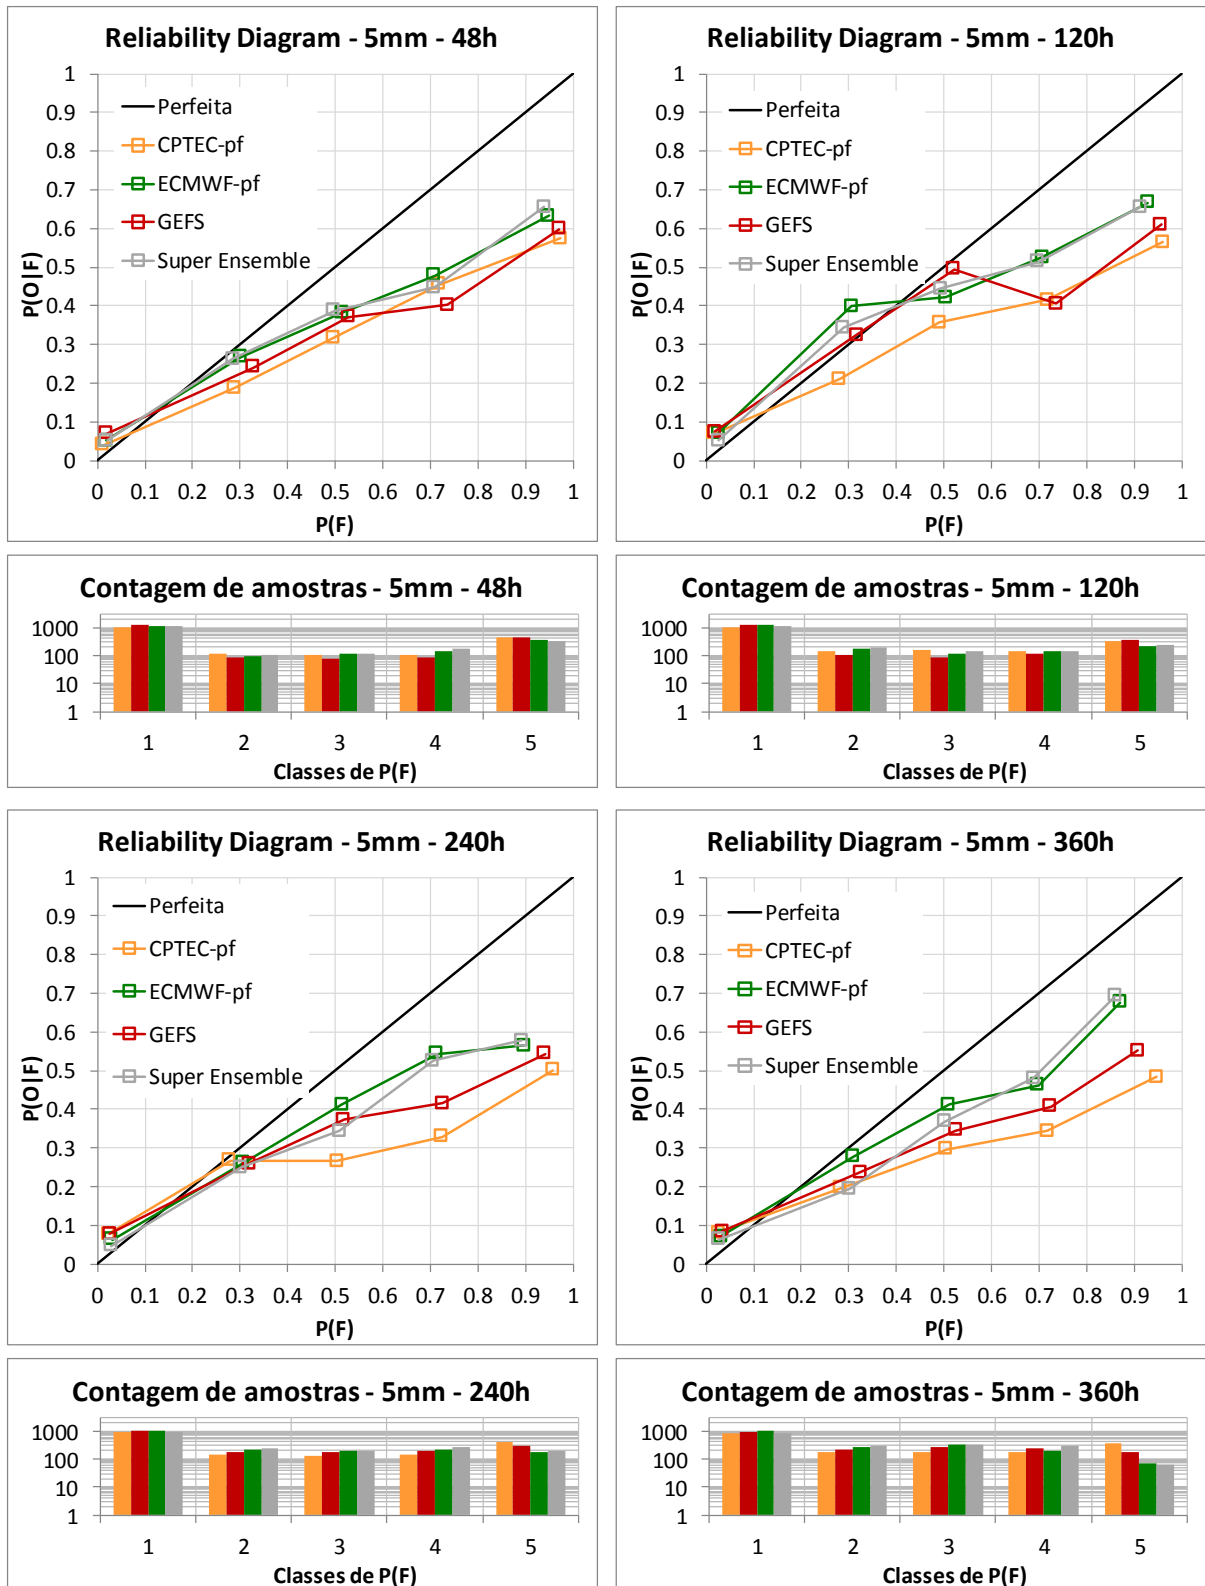 Reliability Diagram - 5mm - 48h
1
0.9
0.8
0.7
0.6
0.5
0.4
0.3
0.2
0.1
0
P(O|F)
Perfeita
CPTEC-pf
ECMWF-pf
GEFS
Super Ensemble
0 0.1 0.2 0.3 0.4 0.5 0.6 0.7 0.8 0.9 1
P(F)
Reliability Diagram - 5mm - 120h
1
0.9
0.8
0.7
0.6
0.5
0.4
0.3
0.2
0.1
0
P(O|F)
Perfeita
CPTEC-pf
ECMWF-pf
GEFS
Super Ensemble
0 0.1 0.2 0.3 0.4 0.5 0.6 0.7 0.8 0.9 1
P(F)
Contagem de amostras - 5mm - 48h
1000
100
10
1
1 2 3 4 5
Classes de P(F)
Contagem de amostras - 5mm - 120h
1000
100
10
1
1 2 3 4 5
Classes de P(F)
Reliability Diagram - 5mm - 240h
1
0.9
0.8
0.7
0.6
0.5
0.4
0.3
0.2
0.1
0
P(O|F)
Perfeita
CPTEC-pf
ECMWF-pf
GEFS
Super Ensemble
0 0.1 0.2 0.3 0.4 0.5 0.6 0.7 0.8 0.9 1
P(F)
Reliability Diagram - 5mm - 360h
1
0.9
0.8
0.7
0.6
0.5
0.4
0.3
0.2
0.1
0
P(O|F)
Perfeita
CPTEC-pf
ECMWF-pf
GEFS
Super Ensemble
0 0.1 0.2 0.3 0.4 0.5 0.6 0.7 0.8 0.9 1
P(F)
Contagem de amostras - 5mm - 240h
1000
100
10
1
1 2 3 4 5
Classes de P(F)
Contagem de amostras - 5mm - 360h
1000
100
10
1
1 2 3 4 5
Classes de P(F)